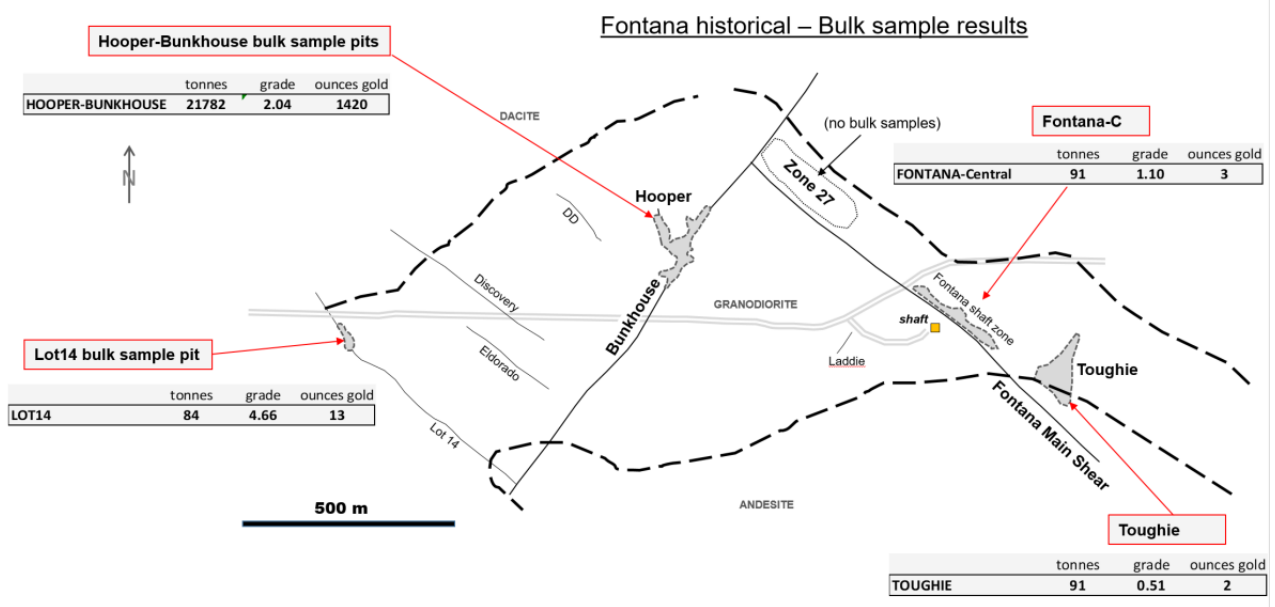 Fontana historical – Bulk sample results
Hooper-Bunkhouse bulk sample pits
tonnes grade ounces gold
HOOPER-BUNKHOUSE 21782 2.04 1420
N
DACITE
(no bulk samples)
Zone 27
Fontana-C
tonnes grade ounces gold
FONTANA-Central 91 1.10 3
Hooper
DD
Discovery
Bunkhouse
GRANODIORITE
Fontana shaft zone
shaft
Laddie
Eldorado
Toughie
Lot14 bulk sample pit
tonnes grade ounces gold
LOT14 84 4.66 13
Lot 14
Fontana Main Shear
500 m
ANDESITE
Toughie
tonnes grade ounces gold
TOUGHIE 91 0.51 2